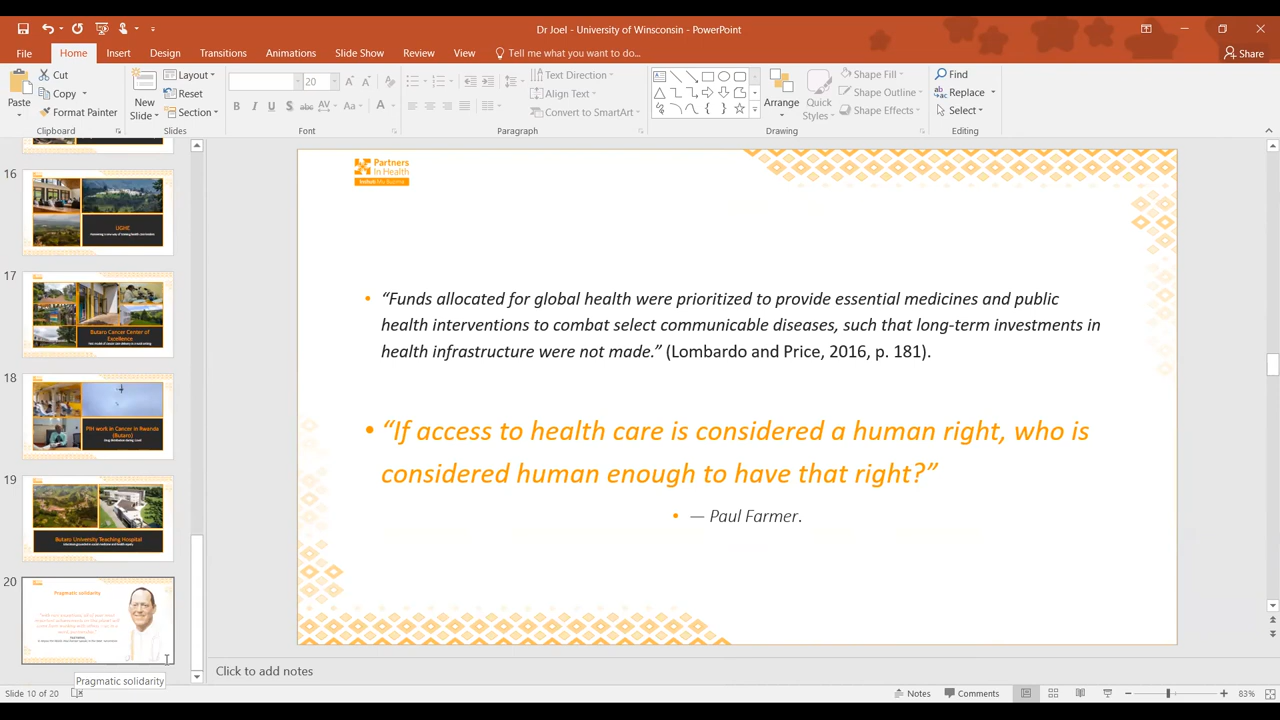 Dr Joel - University of Winsconsin - PowerPoint
File Home Insert Design Transitions Animations Slide Show Review View Tell me what you want to do... Share
Paste
Cut
Copy
Format Painter
Clipboard
New Slide
Layout
Reset
Section
Slides
20
Font
Text Direction
Align Text
Convert to SmartArt
Paragraph
Arrange
Quick Styles
Shape Fill
Shape Outline
Shape Effects
Drawing
Find
Replace
Select
Editing
16
UGHE
17
Butaro Cancer Center of
Excellence
18
PIH work in Cancer in Rwanda
(Butaro)
19
Butaro University Teaching Hospital
20
Pragmatic solidarity
Pragmatic solidarity
Partners
In Health
Inshuti Mu Buzima
• “Funds allocated for global health were prioritized to provide essential medicines and public
health interventions to combat select communicable diseases, such that long-term investments in
health infrastructure were not made.” (Lombardo and Price, 2016, p. 181).
• “If access to health care is considered a human right, who is
considered human enough to have that right?”
• — Paul Farmer.
Click to add notes
Slide 10 of 20 Notes Comments 83%